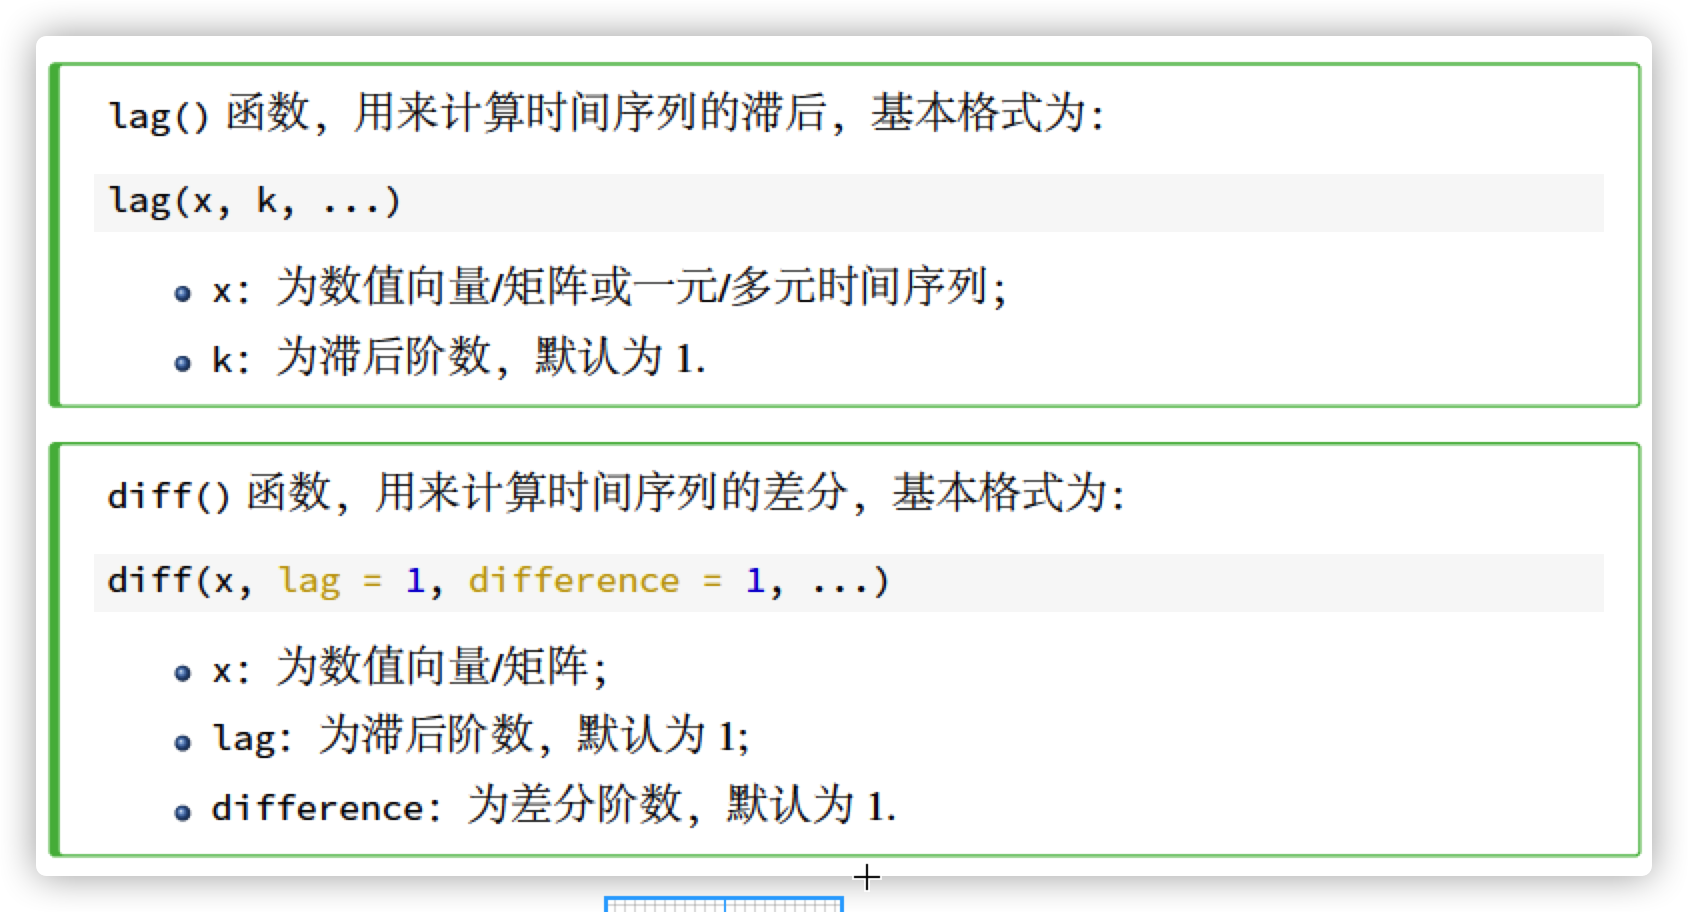 lag() 函数，用来计算时间序列的滞后，基本格式为：
lag(x, k, ...)
x：为数值向量/矩阵或一元/多元时间序列；
k：为滞后阶数，默认为 1.
diff() 函数，用来计算时间序列的差分，基本格式为：
diff(x, lag = 1, difference = 1, ...)
x：为数值向量/矩阵；
lag：为滞后阶数，默认为 1;
difference：为差分阶数，默认为 1.